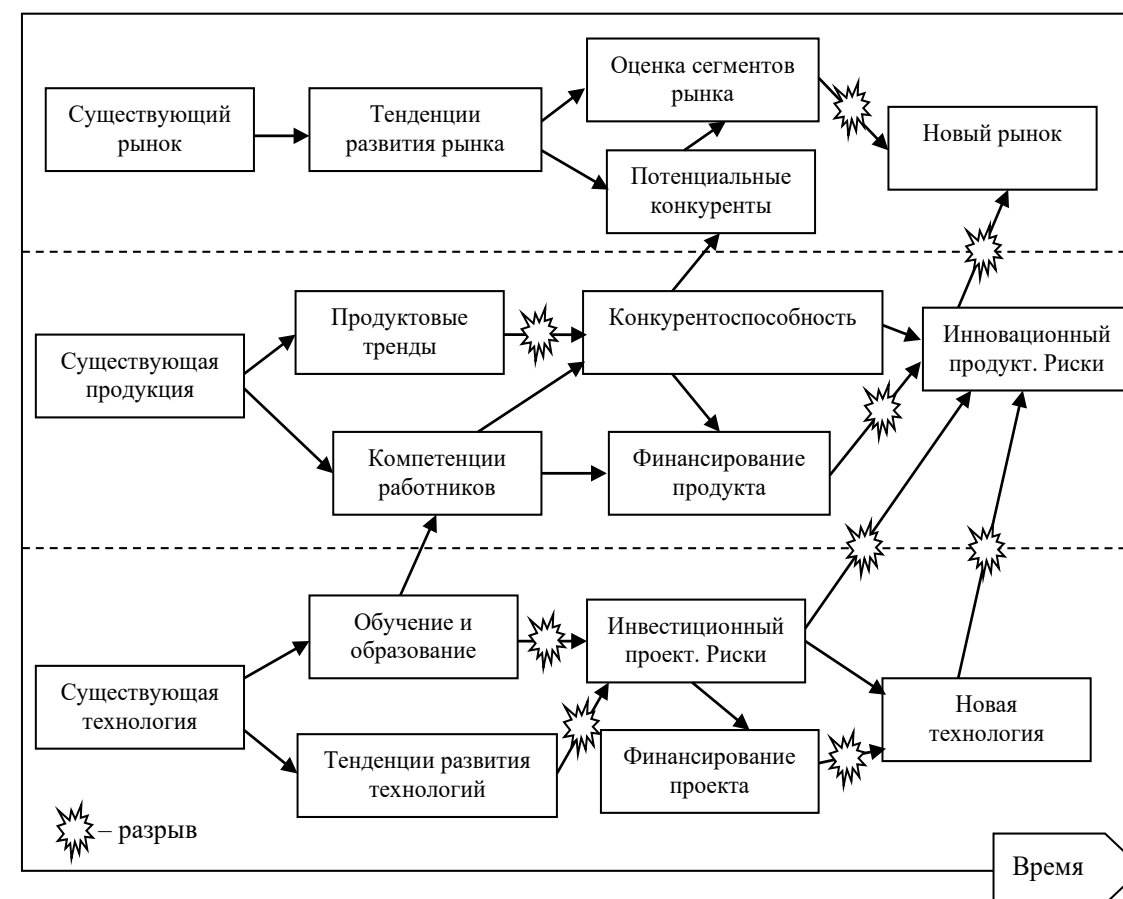 Существующий
рынок
Тенденции
развития рынка
Оценка сегментов
рынка
Потенциальные
конкуренты
Новый рынок
Существующая
продукция
Продуктовые
тренды
Компетенции
работников
Конкурентоспособность
Финансирование
продукта
Инновационный
продукт. Риски
Существующая
технология
Обучение и
образование
Тенденции развития
технологий
Инвестиционный
проект. Риски
Финансирование
проекта
Новая
технология
– разрыв
Время